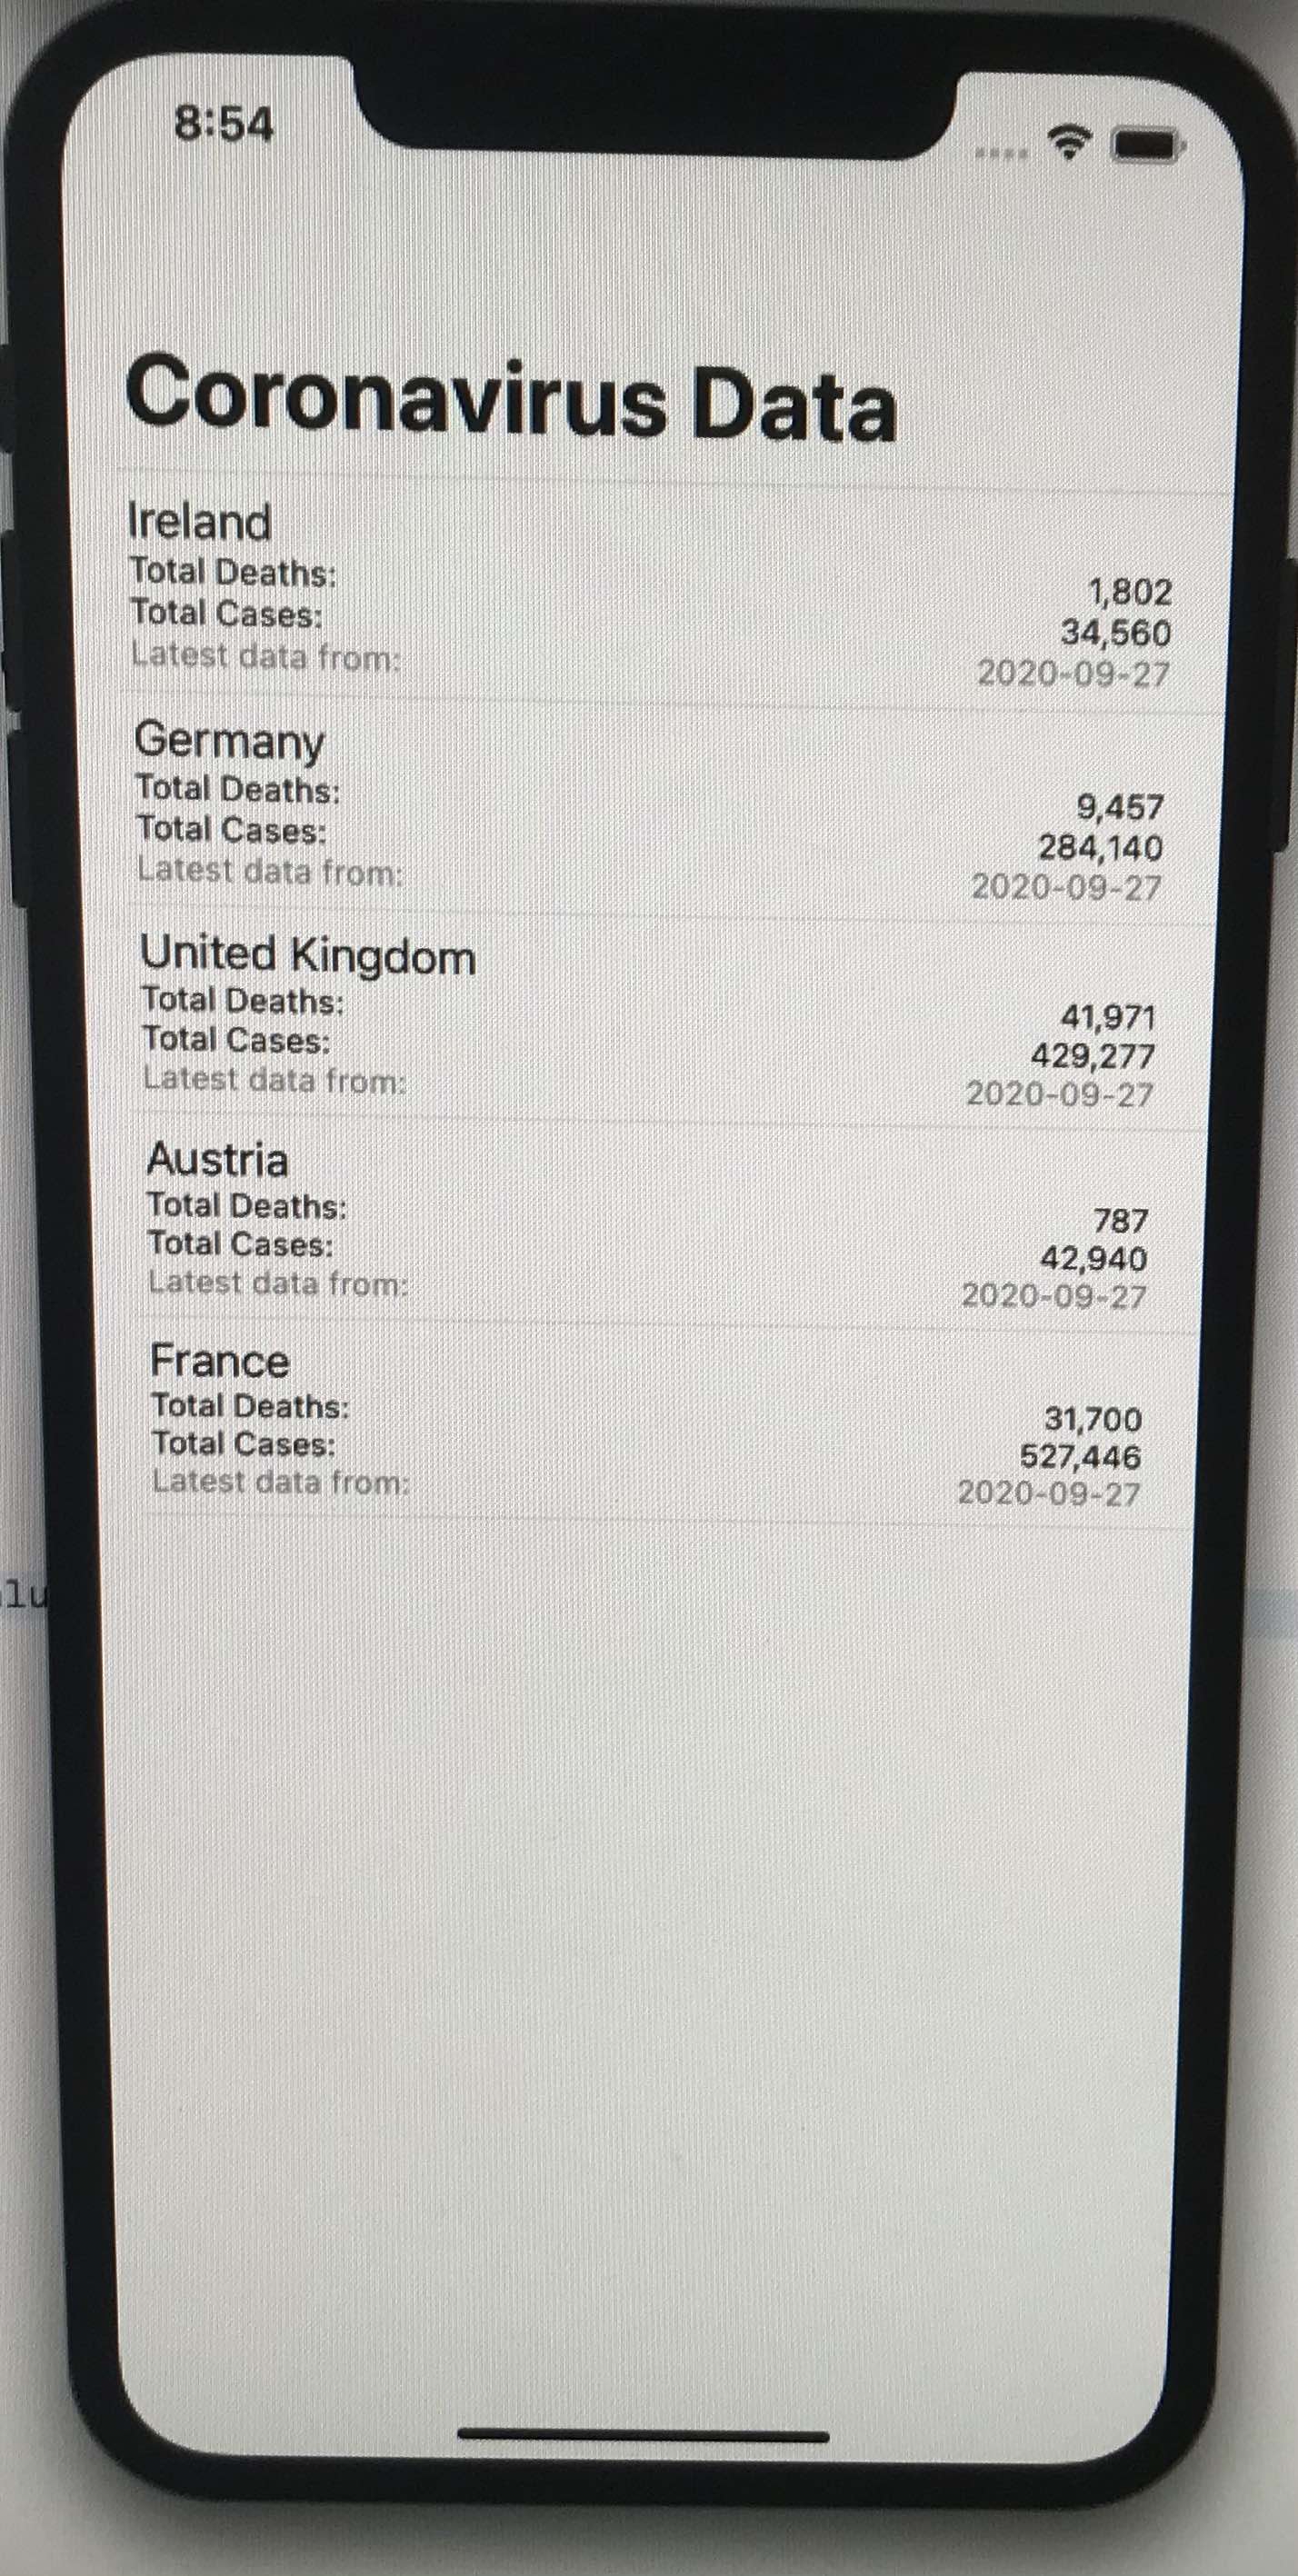 8:54
Coronavirus Data
Ireland
Total Deaths: 1,802
Total Cases: 34,560
Latest data from: 2020-09-27
Germany
Total Deaths: 9,457
Total Cases: 284,140
Latest data from: 2020-09-27
United Kingdom
Total Deaths: 41,971
Total Cases: 429,277
Latest data from: 2020-09-27
Austria
Total Deaths: 787
Total Cases: 42,940
Latest data from: 2020-09-27
France
Total Deaths: 31,700
Total Cases: 527,446
Latest data from: 2020-09-27